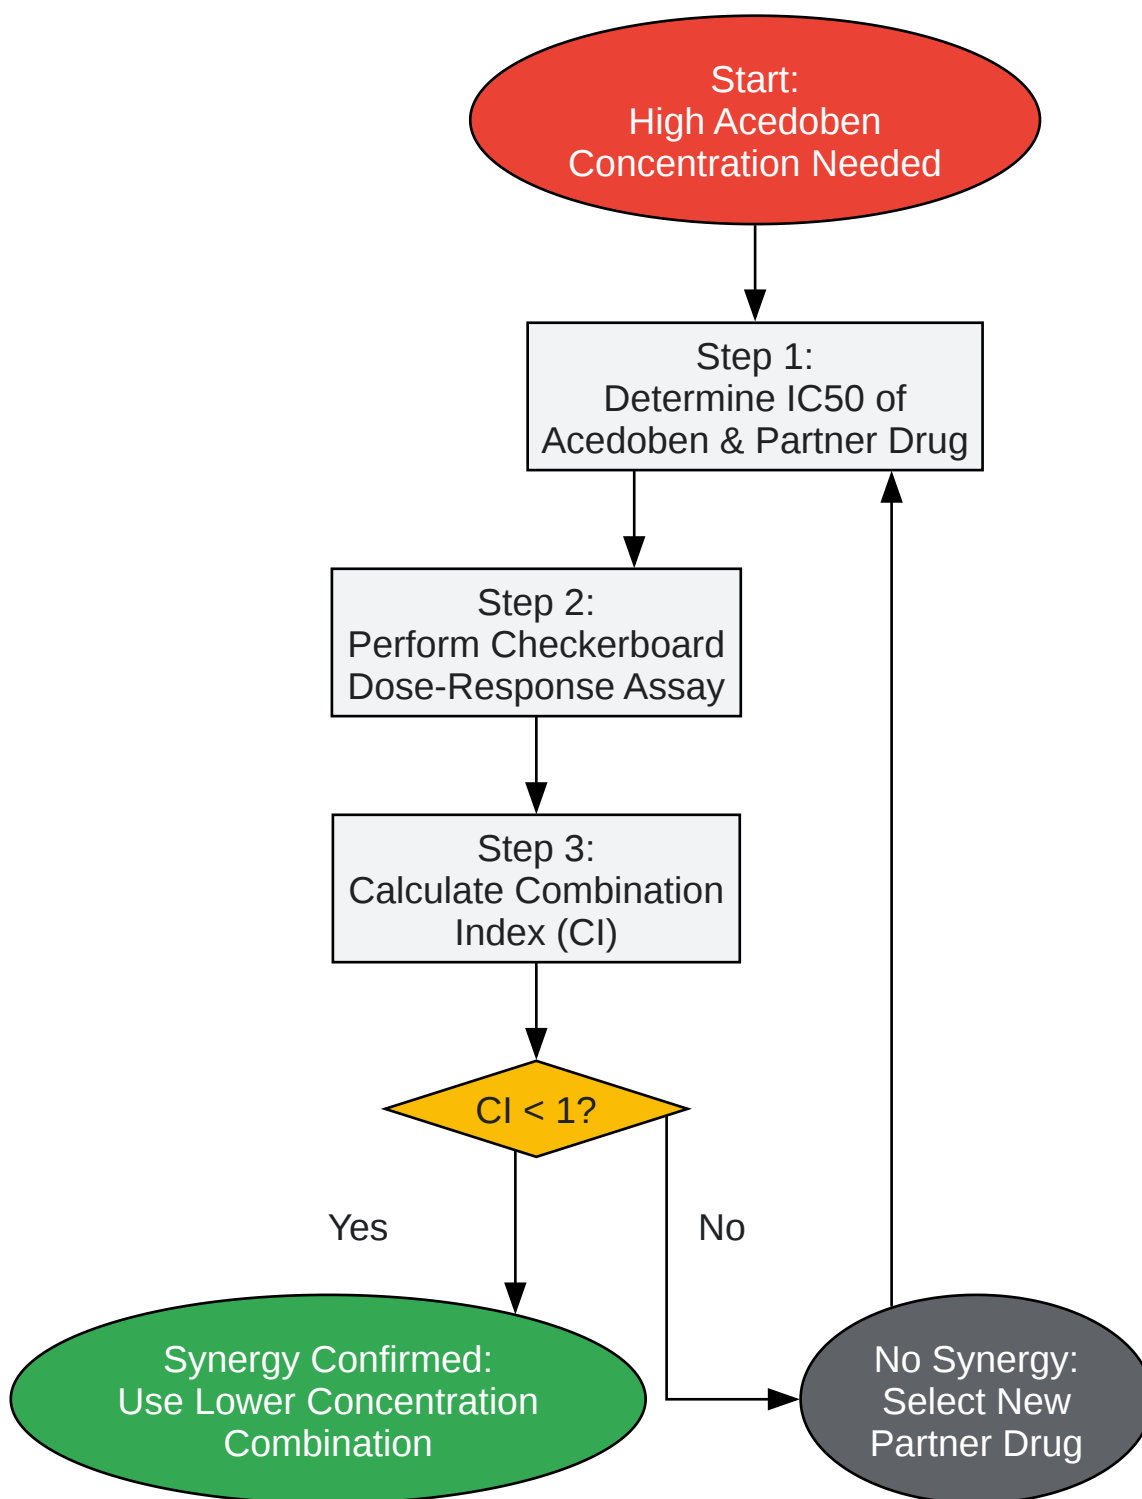 Start:
High Acedoben
Concentration Needed
Step 1:
Determine IC50 of
Acedoben & Partner Drug
Step 2:
Perform Checkerboard
Dose-Response Assay
Step 3:
Calculate Combination
Index (CI)
CI < 1?
Yes
No
Synergy Confirmed:
Use Lower Concentration
Combination
No Synergy:
Select New
Partner Drug